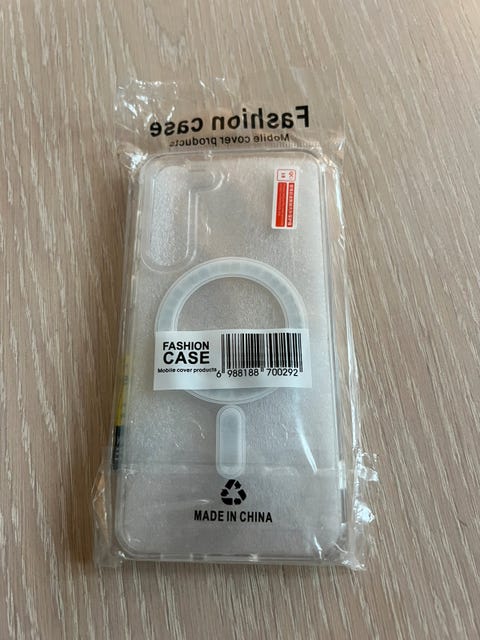 Fashion case
Mobile cover products
FASHION
CASE
Mobile cover products
6 988188 700292
MADE IN CHINA